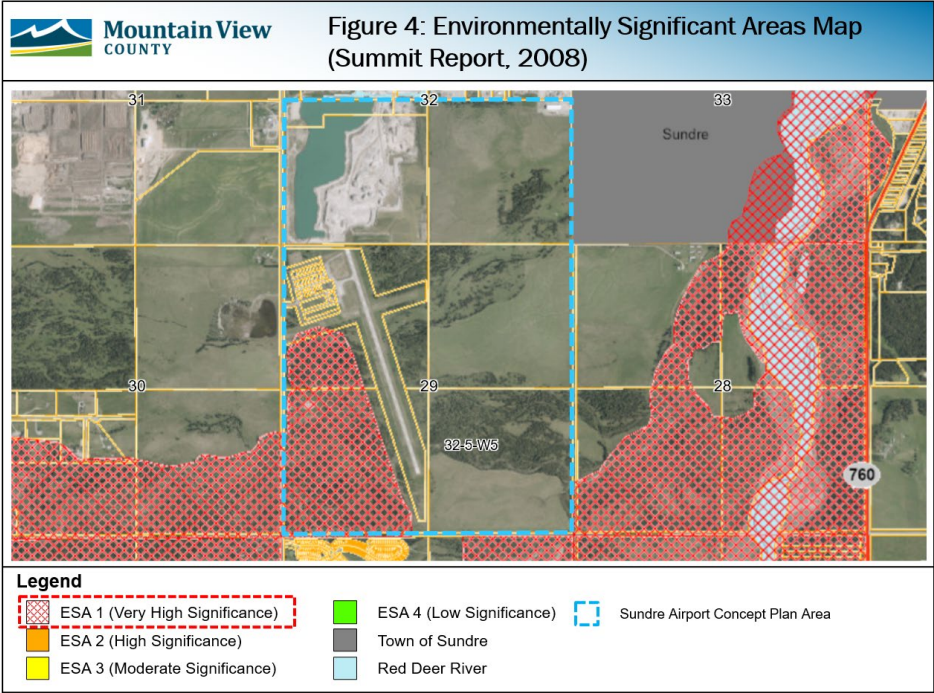 Mountain View
COUNTY
Figure 4: Environmentally Significant Areas Map
(Summit Report, 2008)
31
32
33
Sundre
30
29
28
32-5-W5
760
Legend
ESA 1 (Very High Significance)
ESA 2 (High Significance)
ESA 3 (Moderate Significance)
ESA 4 (Low Significance)
Town of Sundre
Red Deer River
Sundre Airport Concept Plan Area